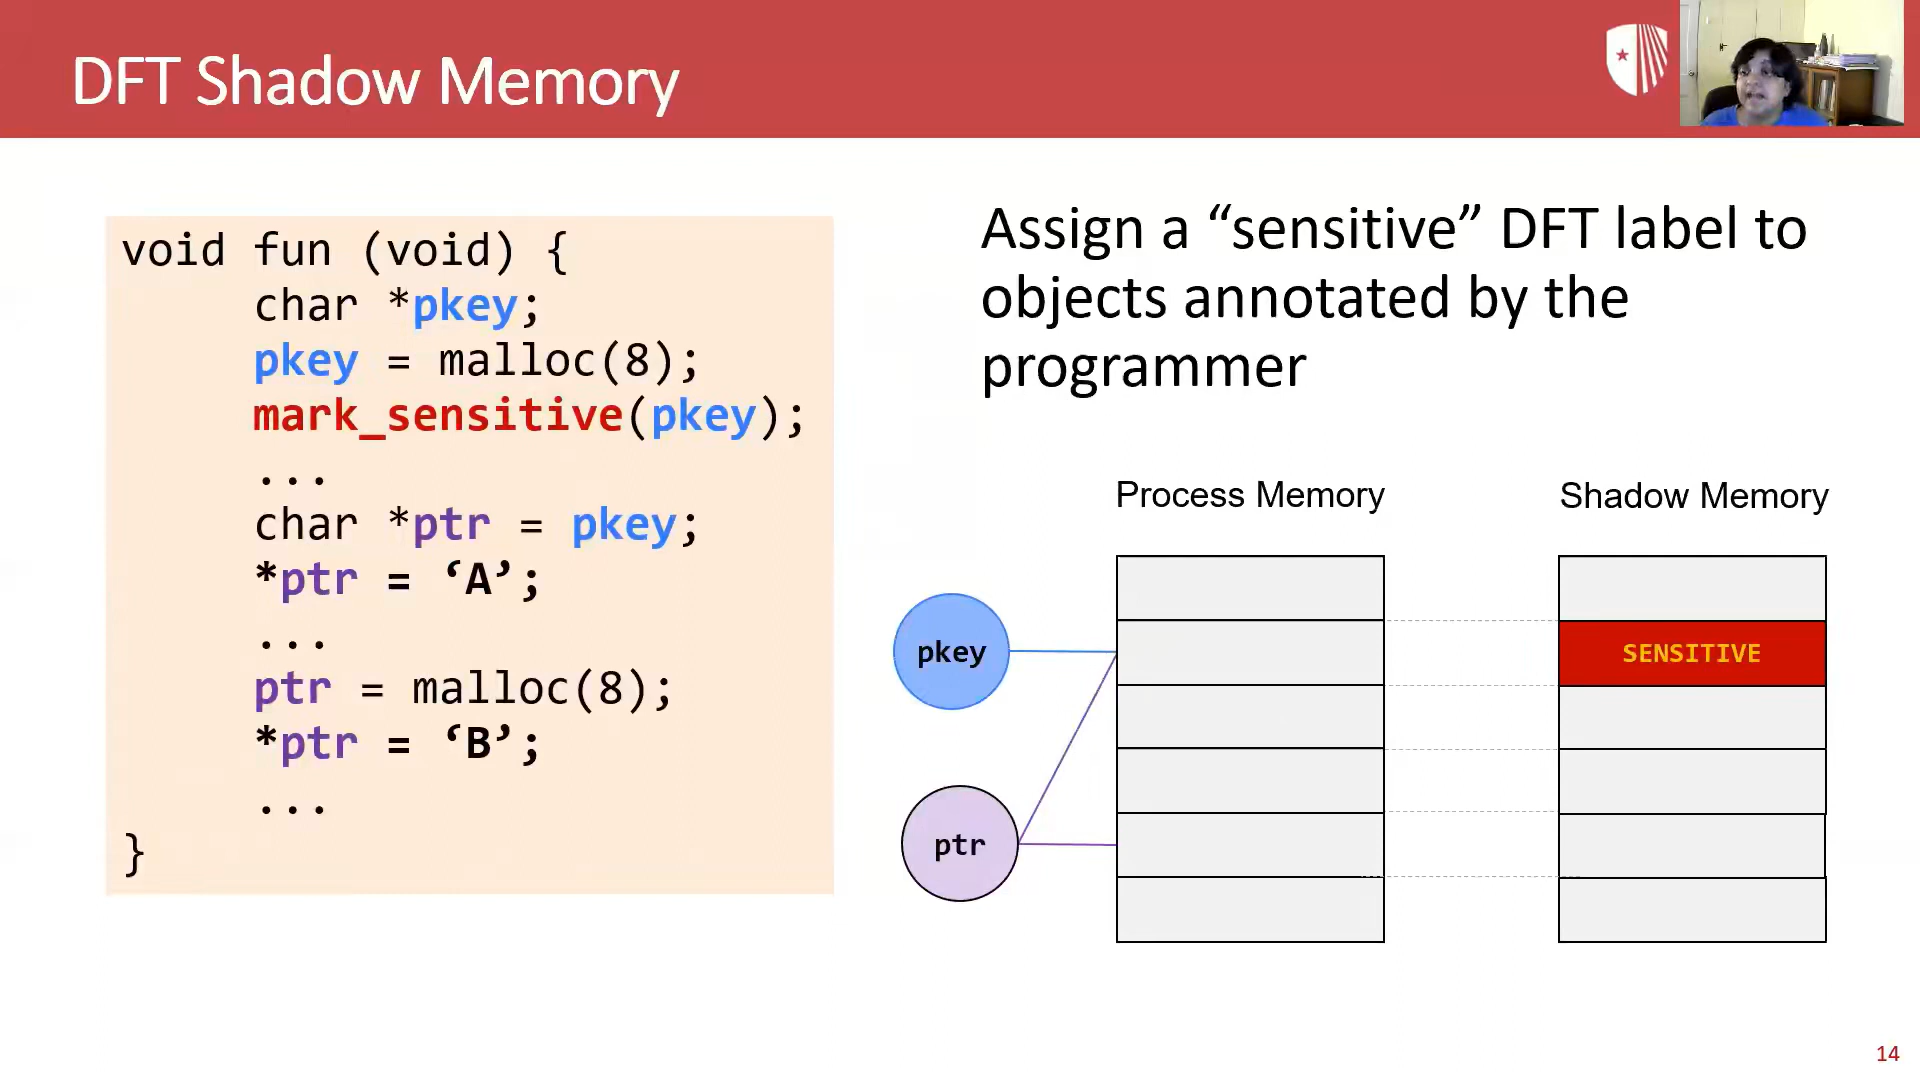 DFT Shadow Memory
void fun (void) {
char *pkey;
pkey = malloc(8);
mark_sensitive(pkey);
...
char *ptr = pkey;
*ptr = ‘A’;
...
ptr = malloc(8);
*ptr = ‘B’;
...
}
Assign a “sensitive” DFT label to
objects annotated by the
programmer
Process Memory
Shadow Memory
pkey
SENSITIVE
ptr
14